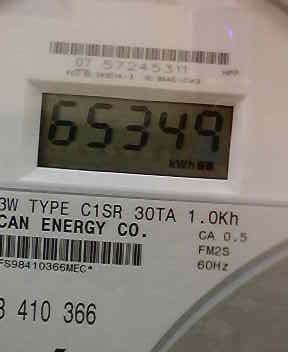 07 57245311
65349
kWh
3W TYPE C1SR 30TA 1.0Kh
CAN ENERGY CO.
CA 0.5
FM2S
60Hz
FS98410366MEC*
3 410 366